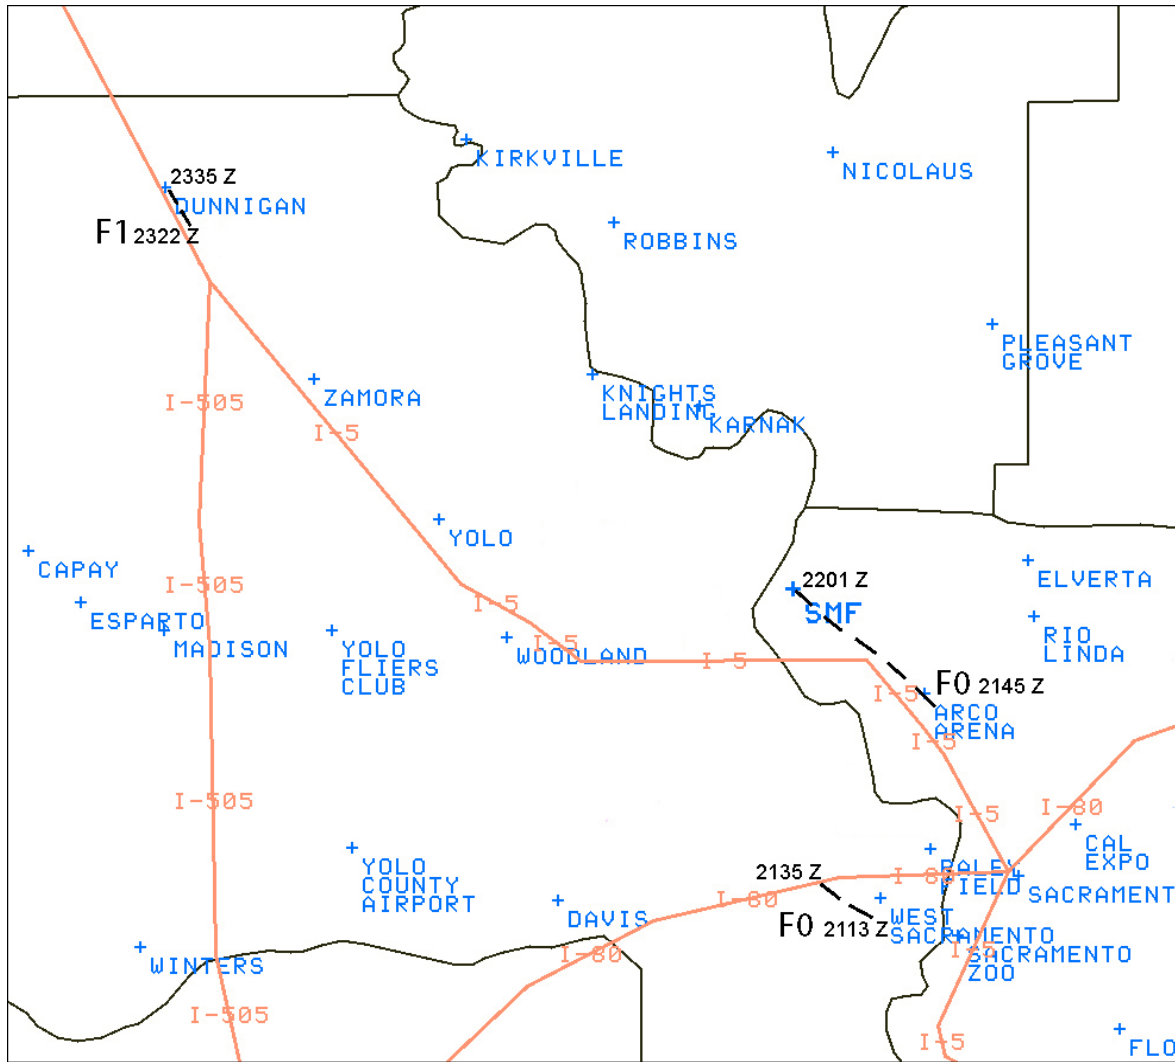 KIRKVILLE
NICOLAUS
2335 Z
DUNNIGAN
F1 2322 Z
ROBBINS
PLEASANT
GROVE
I-505
ZAMORA
KNIGHTS
LANDING
KARNAK
I-5
YOLO
CAPAY
I-505
2201 Z
ELVERTA
ESPARTO
I-5
SMF
MADISON
YOLO
FLIERS
CLUB
I-5
WOODLAND
I-5
RIO
LINDA
I-5
F0 2145 Z
ARCO
ARENA
I-5
I-505
I-5
I-80
CAL
EXPO
YOLO
COUNTY
AIRPORT
2135 Z
I-80
RALEY
FIELD
SACRAMENT
I-80
DAVIS
F0 2113 Z
WEST
SACRAMENTO
WINTERS
I-80
I-5
SACRAMENTO
ZOO
I-505
I-5
FLO